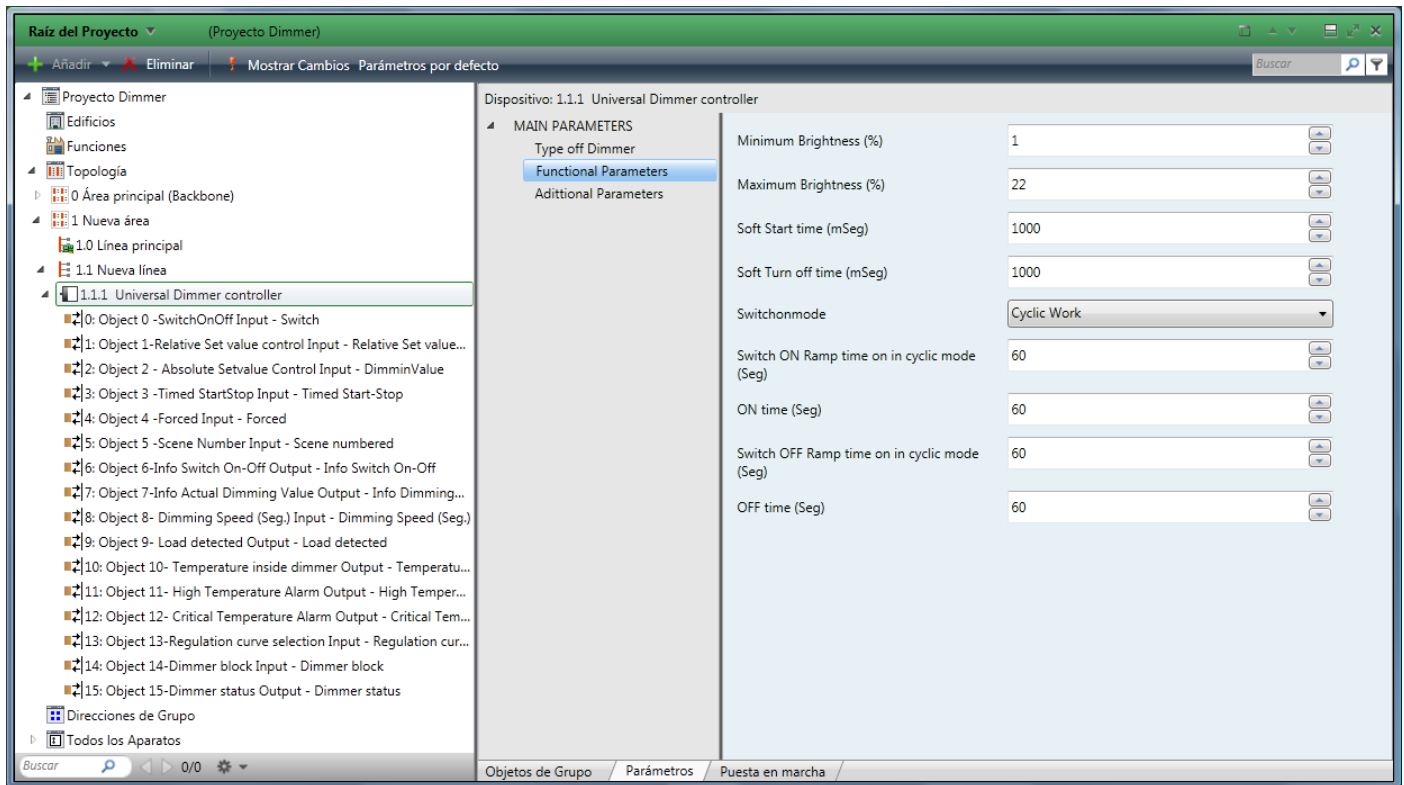 Raíz del Proyecto (Proyecto Dimmer)
Añadir Eliminar Mostrar Cambios Parámetros por defecto Buscar
Proyecto Dimmer
Edificios
Funciones
Topología
0 Área principal (Backbone)
1 Nueva área
1.0 Línea principal
1.1 Nueva línea
1.1.1 Universal Dimmer controller
0: Object 0 -SwitchOnOff Input - Switch
1: Object 1-Relative Set value control Input - Relative Set value...
2: Object 2 - Absolute Setvalue Control Input - DimminValue
3: Object 3 -Timed StartStop Input - Timed Start-Stop
4: Object 4 -Forced Input - Forced
5: Object 5 -Scene Number Input - Scene numbered
6: Object 6-Info Switch On-Off Output - Info Switch On-Off
7: Object 7-Info Actual Dimming Value Output - Info Dimming...
8: Object 8- Dimming Speed (Seg.) Input - Dimming Speed (Seg.)
9: Object 9- Load detected Output - Load detected
10: Object 10- Temperature inside dimmer Output - Temperatu...
11: Object 11- High Temperature Alarm Output - High Temper...
12: Object 12- Critical Temperature Alarm Output - Critical Tem...
13: Object 13-Regulation curve selection Input - Regulation cur...
14: Object 14-Dimmer block Input - Dimmer block
15: Object 15-Dimmer status Output - Dimmer status
Direcciones de Grupo
Todos los Aparatos
Buscar 0/0
Dispositivo: 1.1.1 Universal Dimmer controller
MAIN PARAMETERS
Type off Dimmer
Functional Parameters
Adittional Parameters
Minimum Brightness (%) 1
Maximum Brightness (%) 22
Soft Start time (mSeg) 1000
Soft Turn off time (mSeg) 1000
Switchonmode Cyclic Work
Switch ON Ramp time on in cyclic mode 60
(Seg)
ON time (Seg) 60
Switch OFF Ramp time on in cyclic mode 60
(Seg)
OFF time (Seg) 60
Objetos de Grupo Parámetros Puesta en marcha